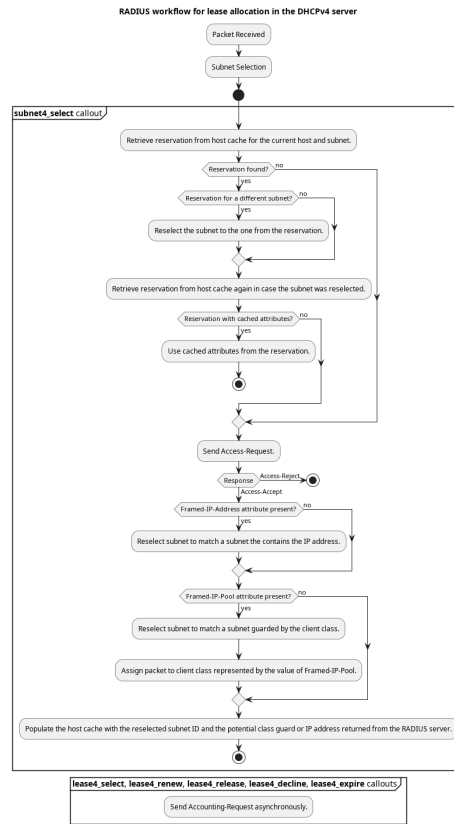 RADIUS workflow for lease allocation in the DHCPv4 server
Packet Received
Subnet Selection
subnet4_select callout
Retrieve reservation from host cache for the current host and subnet.
Reservation found?
no
yes
Reservation for a different subnet?
no
yes
Reselect the subnet to the one from the reservation.
Retrieve reservation from host cache again in case the subnet was reselected.
Reservation with cached attributes?
no
yes
Use cached attributes from the reservation.
Send Access-Request.
Response
Access-Reject
Access-Accept
Framed-IP-Address attribute present?
no
yes
Reselect subnet to match a subnet the contains the IP address.
Framed-IP-Pool attribute present?
no
yes
Reselect subnet to match a subnet guarded by the client class.
Assign packet to client class represented by the value of Framed-IP-Pool.
Populate the host cache with the reselected subnet ID and the potential class guard or IP address returned from the RADIUS server.
lease4_select, lease4_renew, lease4_release, lease4_decline, lease4_expire callouts
Send Accounting-Request asynchronously.